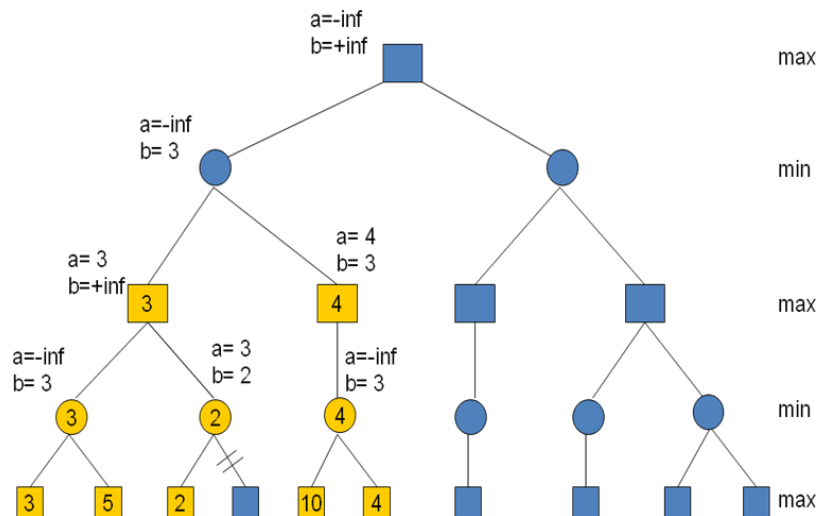 a=-inf
b=+inf
max
a=-inf
b= 3
min
a= 3
b=+inf
a= 4
b= 3
3
4
max
a=-inf
b= 3
a= 3
b= 2
a=-inf
b= 3
3
2
4
min
3
5
2
10
4
max